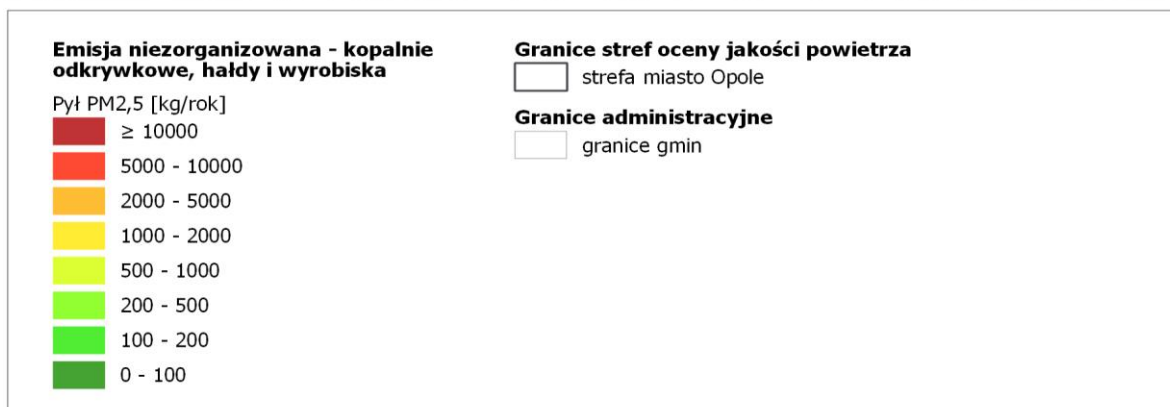 Emisja niezorganizowana - kopalnie
odkrywkowe, hałdy i wyrobiska
Pył PM2,5 [kg/rok]
≥ 10000
5000 - 10000
2000 - 5000
1000 - 2000
500 - 1000
200 - 500
100 - 200
0 - 100
Granice stref oceny jakości powietrza
strefa miasto Opole
Granice administracyjne
granice gmin